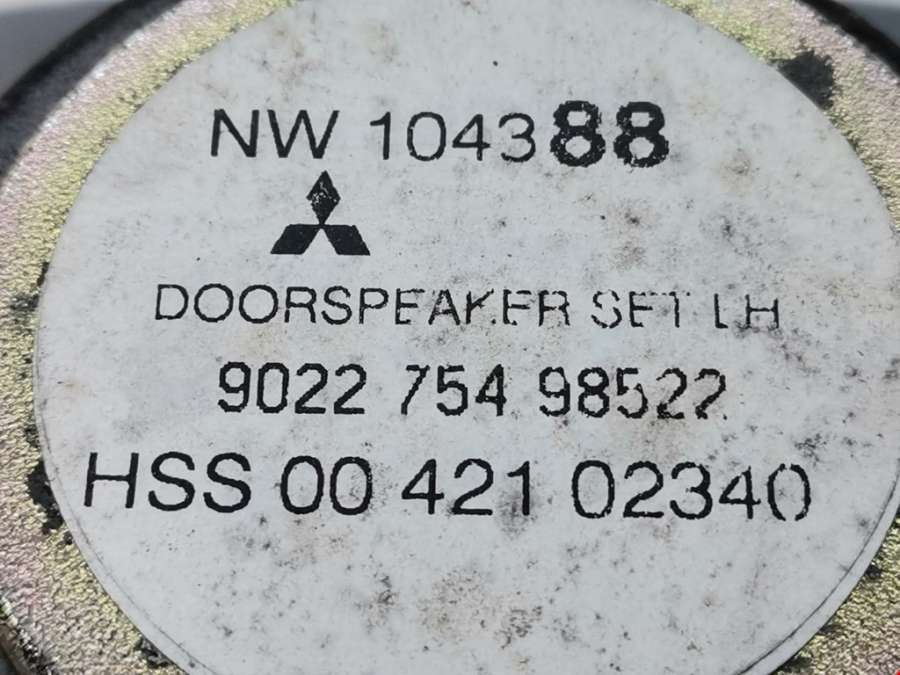 NW 104388
DOORSPEAKER SET LH
9022 754 98522
HSS 00 421 02340